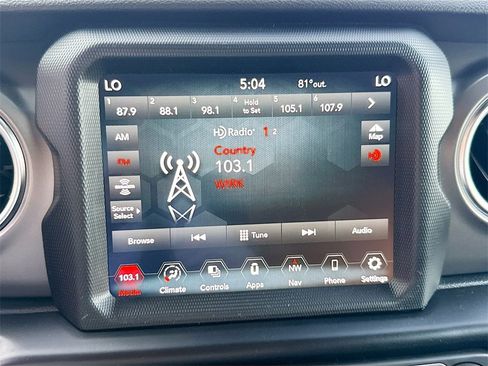 LO 5:04 81°out. LO
1 2 3 4 5 6
87.9 88.1 98.1 Hold to Set 105.1 107.9
AM
HD Radio 1 2
Map
FM
Country
103.1
HD
Source Select
Browse Tune Audio
103.1 NW
Media Climate Controls Apps Nav Phone Settings